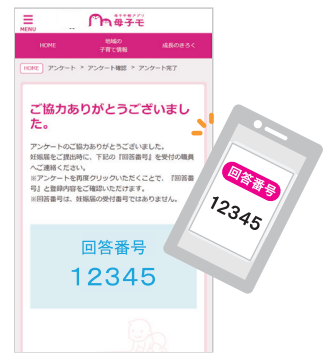 MENU
母子手帳アプリ
母子モ
HOME
地域の
子育て情報
成長のきろく
HOME > アンケート > アンケート確認 > アンケート完了
ご協力ありがとうございまし
た。
アンケートのご協力ありがとうございました。
妊娠届をご提出時に、下記の『回答番号』を受付の職員
へご連絡ください。
※アンケートを再度クリックいただくことで、『回答番
号』と登録内容をご確認いただけます。
※回答番号は、妊娠届の受付番号ではありません。
回答番号
12345
回答番号
12345